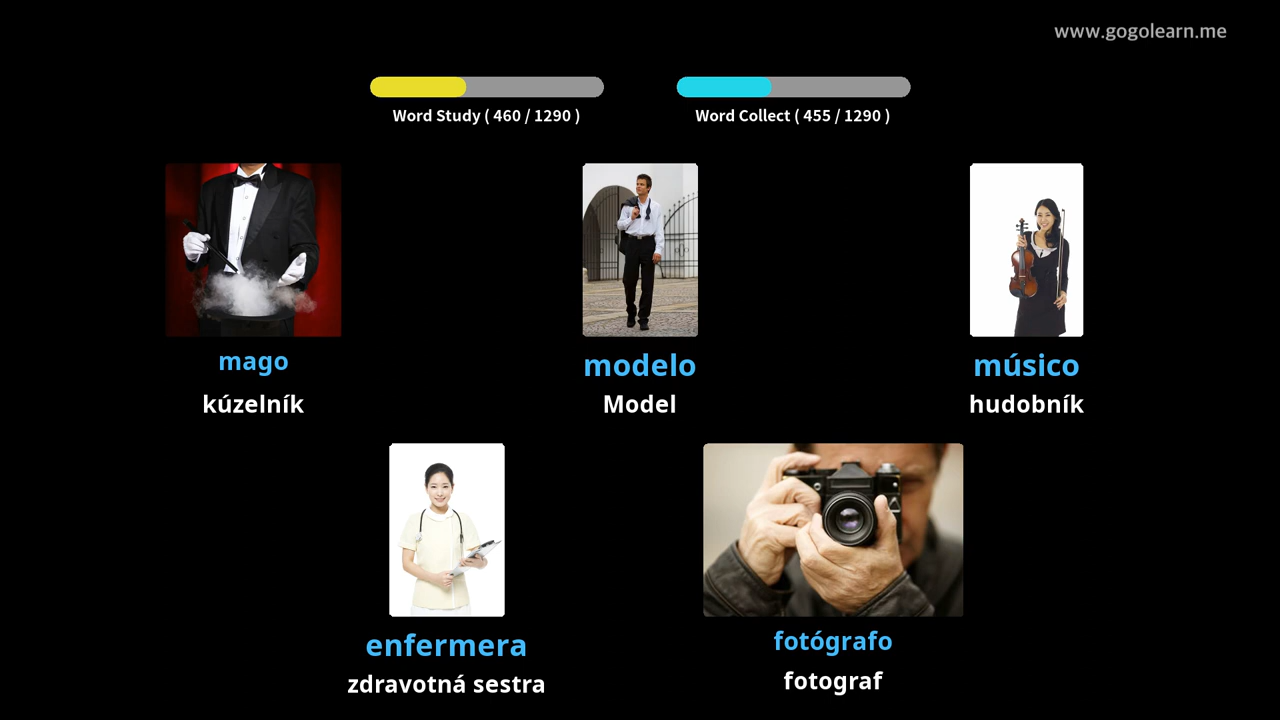 www.gogolearn.me
Word Study ( 460 / 1290 )
Word Collect ( 455 / 1290 )
mago
kúzelník
modelo
Model
músico
hudobník
enfermera
zdravotná sestra
fotógrafo
fotograf